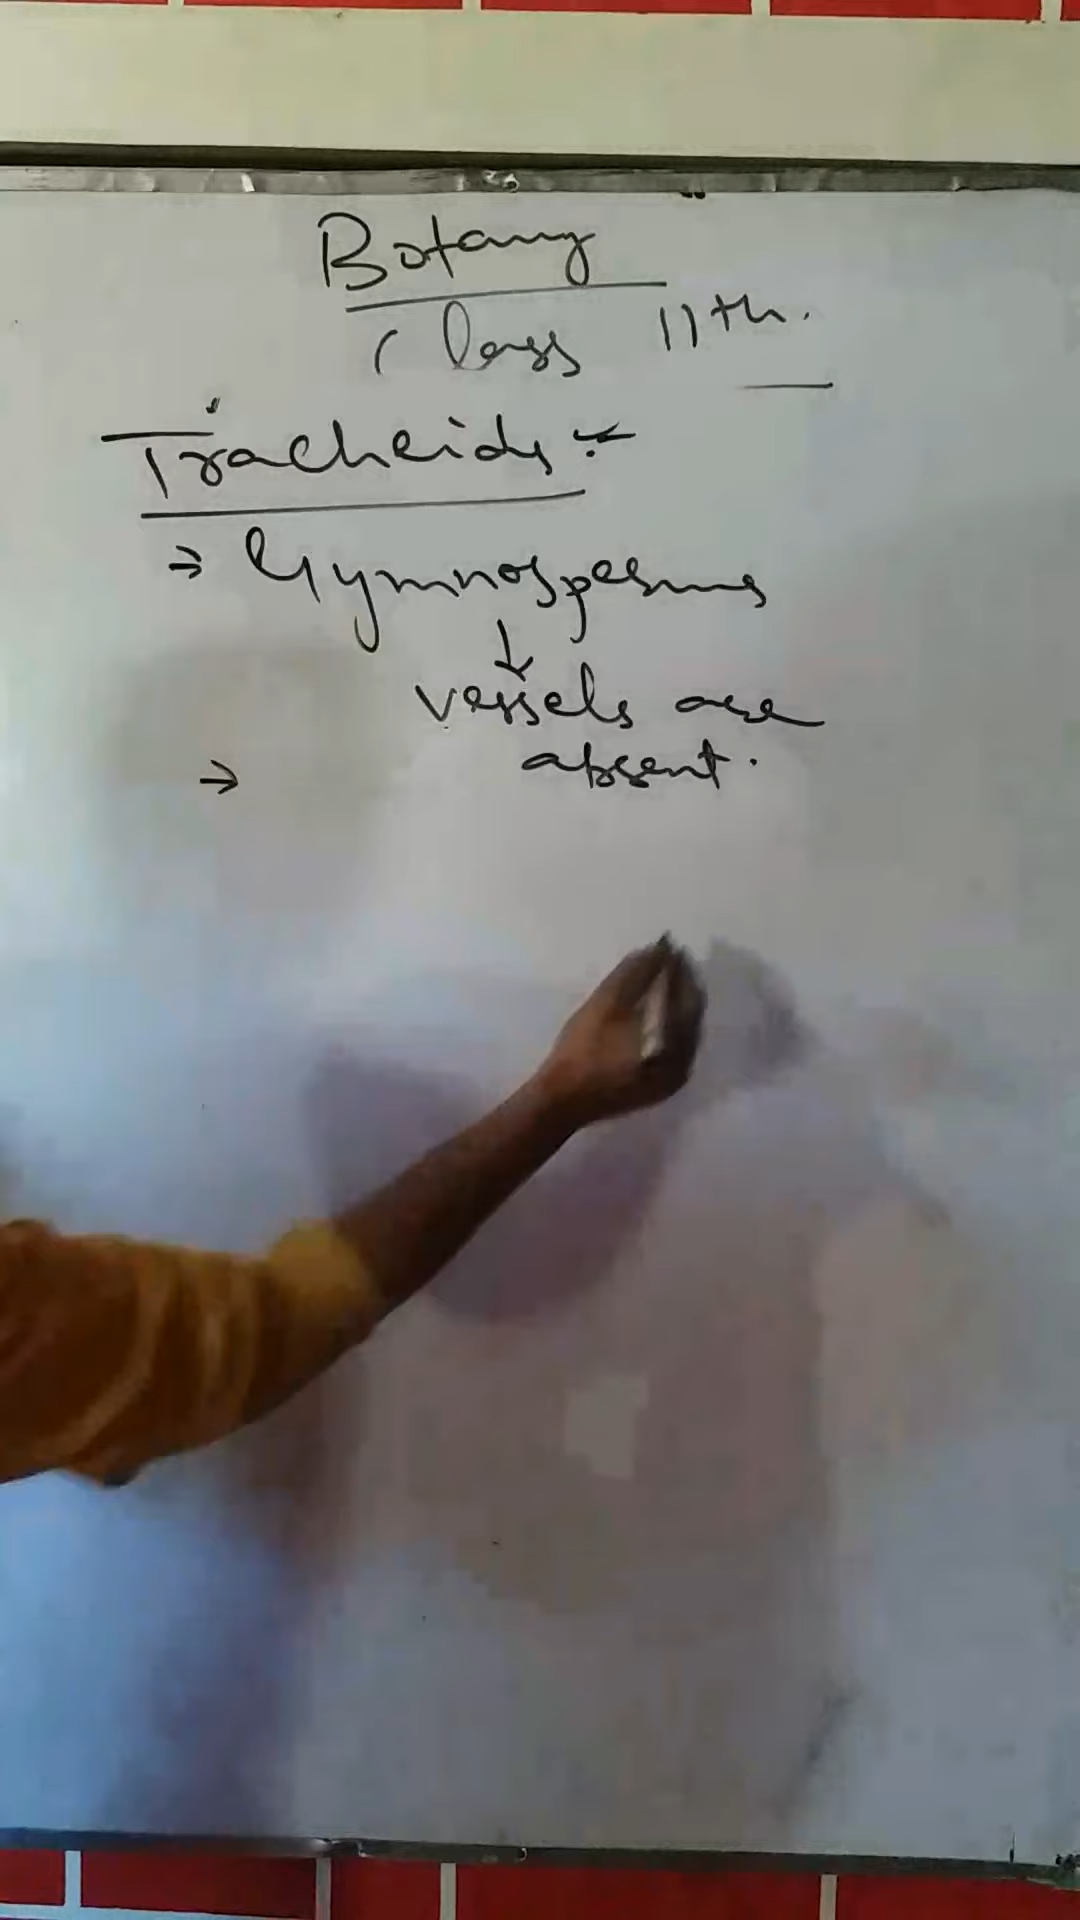 Botany
Class 11th.
Tracheids :-
→ Gymnosperms
↓
vessels are
absent.
→